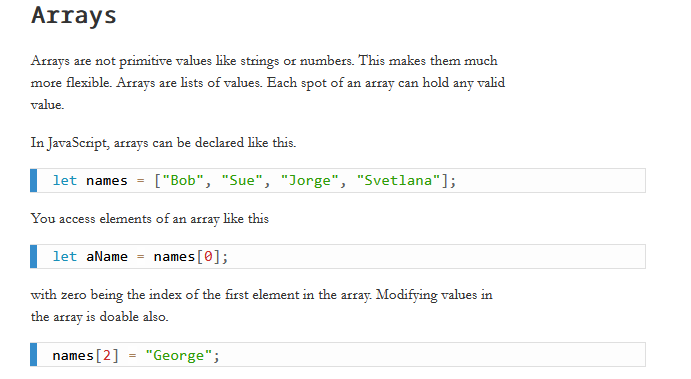 Arrays
Arrays are not primitive values like strings or numbers. This makes them much
more flexible. Arrays are lists of values. Each spot of an array can hold any valid
value.
In JavaScript, arrays can be declared like this.
let names = ["Bob", "Sue", "Jorge", "Svetlana"];
You access elements of an array like this
let aName = names[0];
with zero being the index of the first element in the array. Modifying values in
the array is doable also.
names[2] = "George";